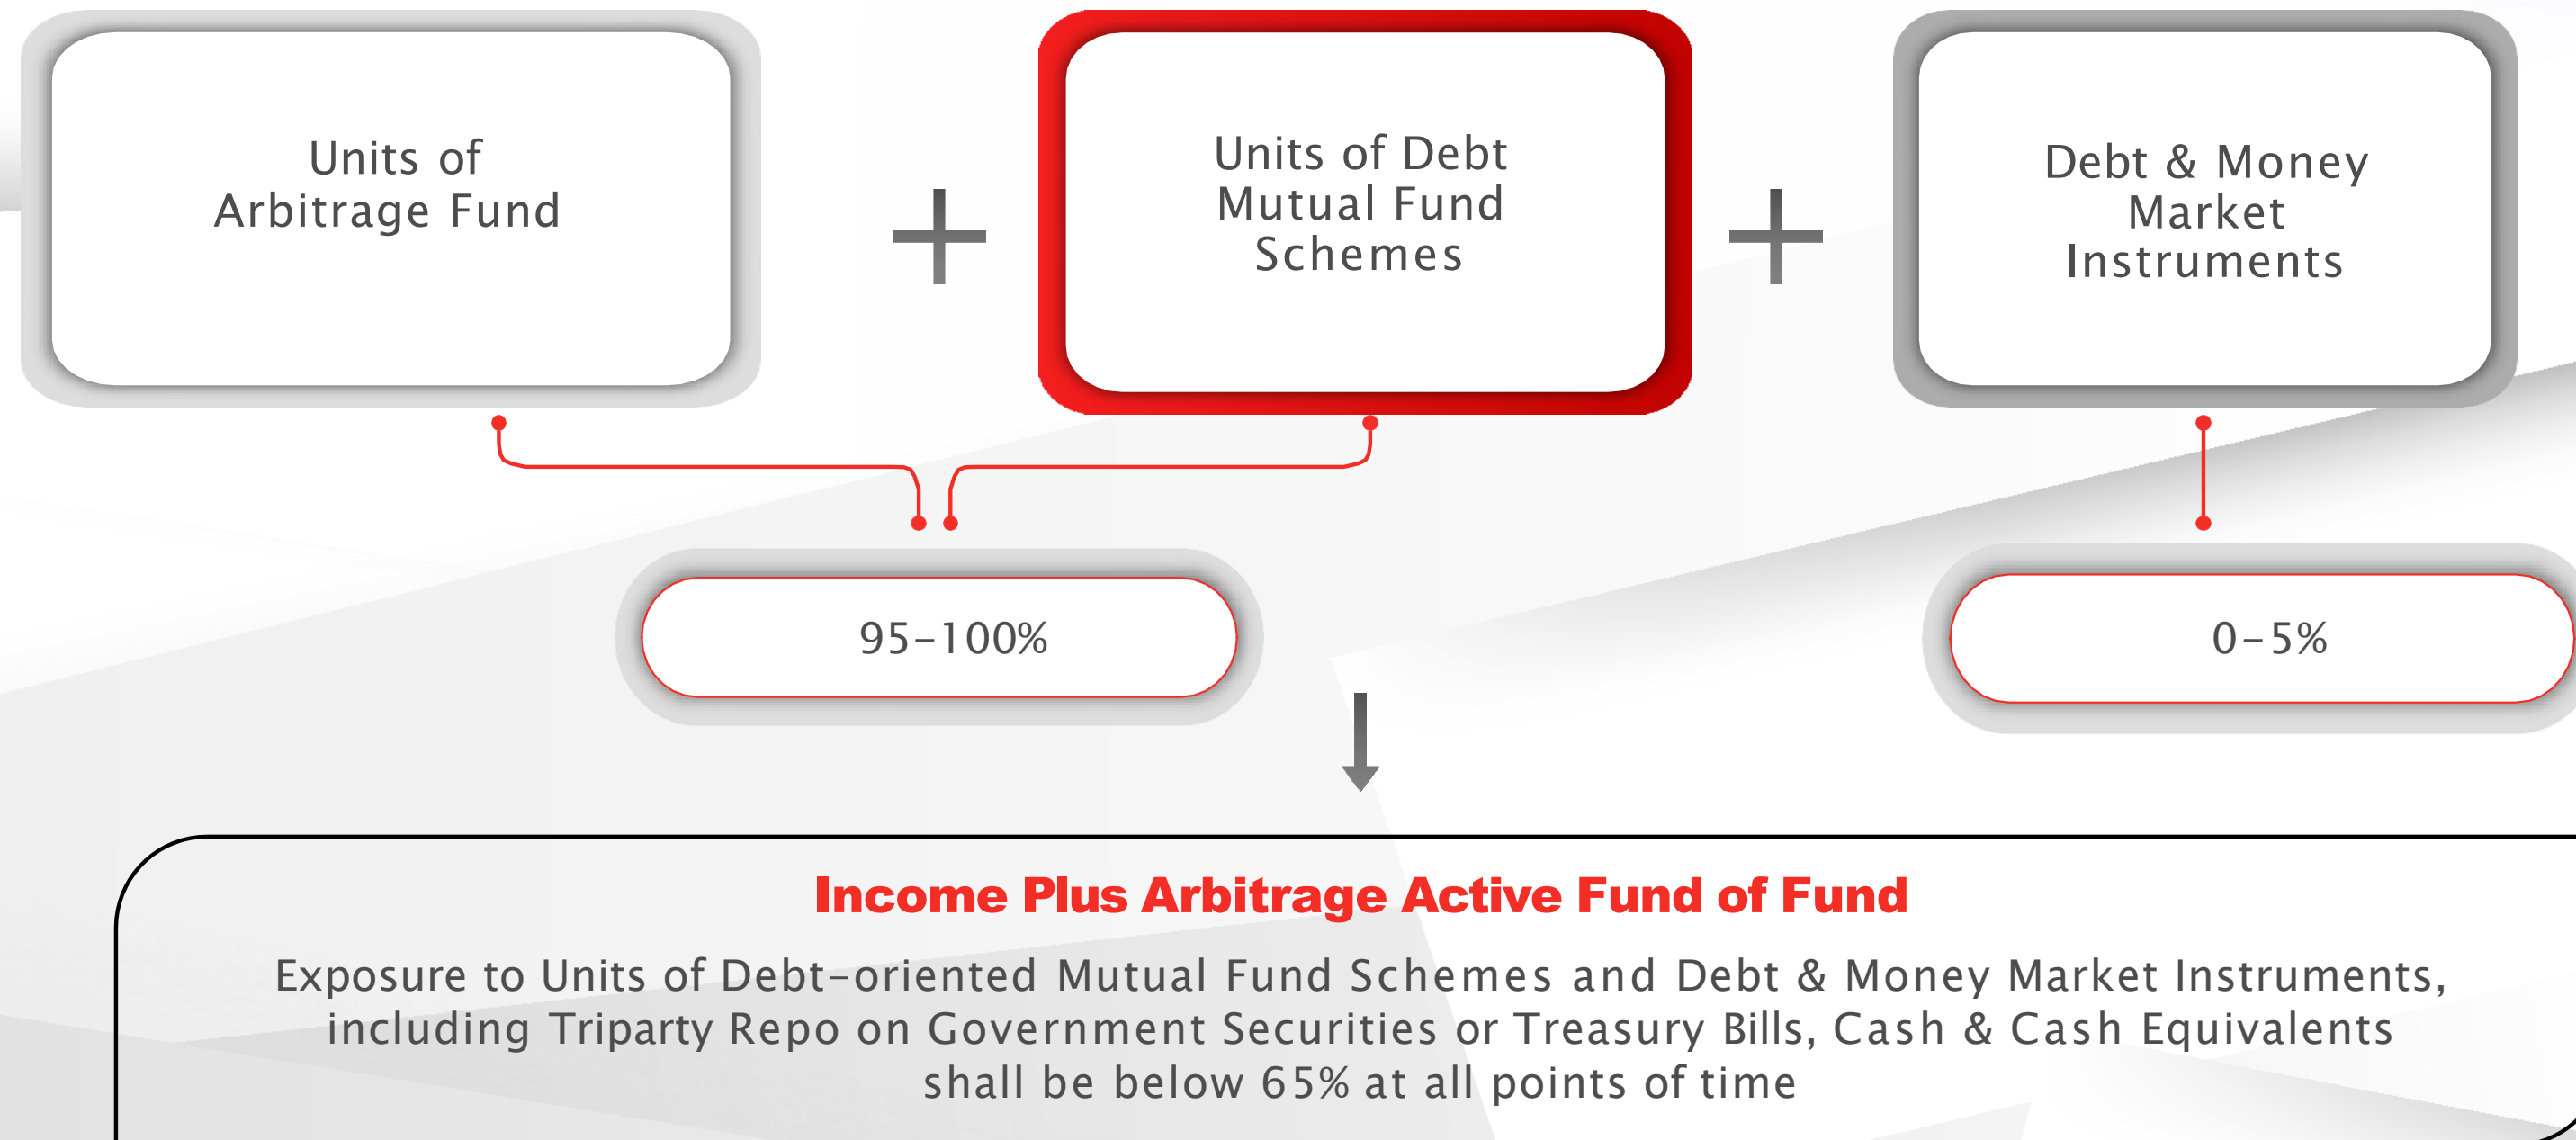 Units of
Arbitrage Fund
Units of Debt
Mutual Fund
Schemes
Debt & Money
Market
Instruments
95-100%
0-5%
Income Plus Arbitrage Active Fund of Fund
Exposure to Units of Debt-oriented Mutual Fund Schemes and Debt & Money Market Instruments,
including Triparty Repo on Government Securities or Treasury Bills, Cash & Cash Equivalents
shall be below 65% at all points of time